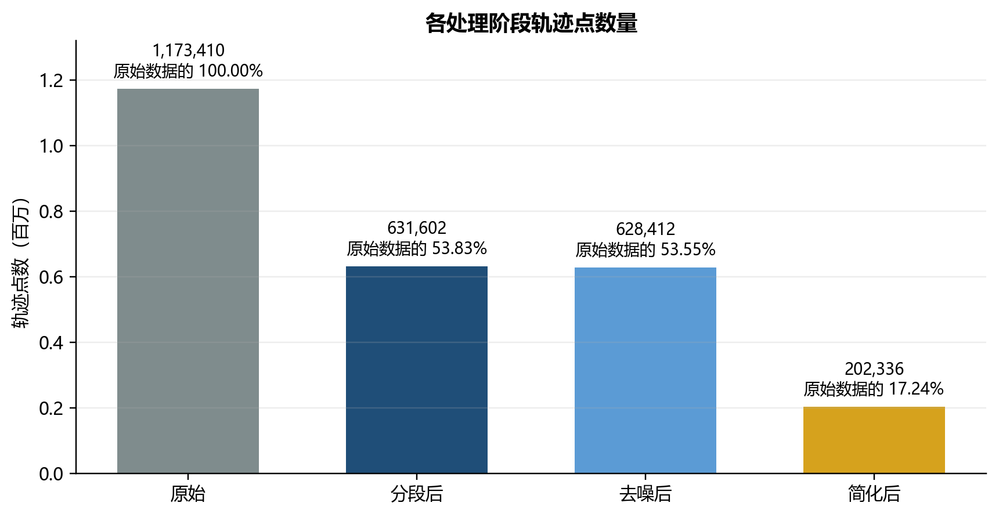 各处理阶段轨迹点数量
轨迹点数（百万）
1.2
1.0
0.8
0.6
0.4
0.2
0.0
1,173,410
原始数据的 100.00%
631,602
原始数据的 53.83%
628,412
原始数据的 53.55%
202,336
原始数据的 17.24%
原始
分段后
去噪后
简化后